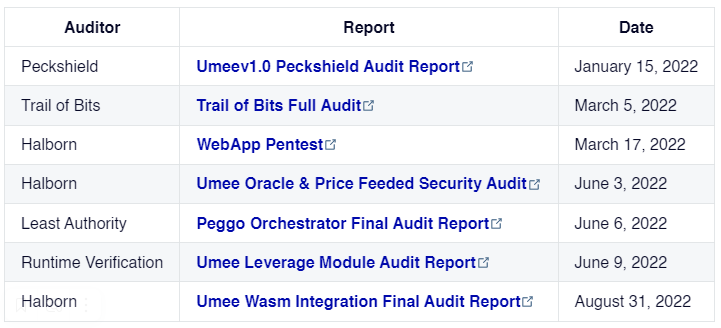 Auditor Report Date
Peckshield Umeev1.0 Peckshield Audit Report January 15, 2022
Trail of Bits Trail of Bits Full Audit March 5, 2022
Halborn WebApp Pentest March 17, 2022
Halborn Umee Oracle & Price Feeded Security Audit June 3, 2022
Least Authority Peggo Orchestrator Final Audit Report June 6, 2022
Runtime Verification Umee Leverage Module Audit Report June 9, 2022
Halborn Umee Wasm Integration Final Audit Report August 31, 2022